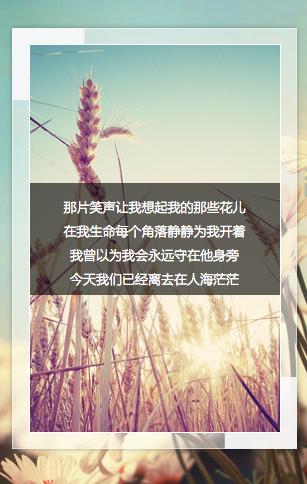 那片笑声让我想起我的那些花儿
在我生命每个角落静静为我开着
我曾以为我会永远守在他身旁
今天我们已经离去在人海茫茫